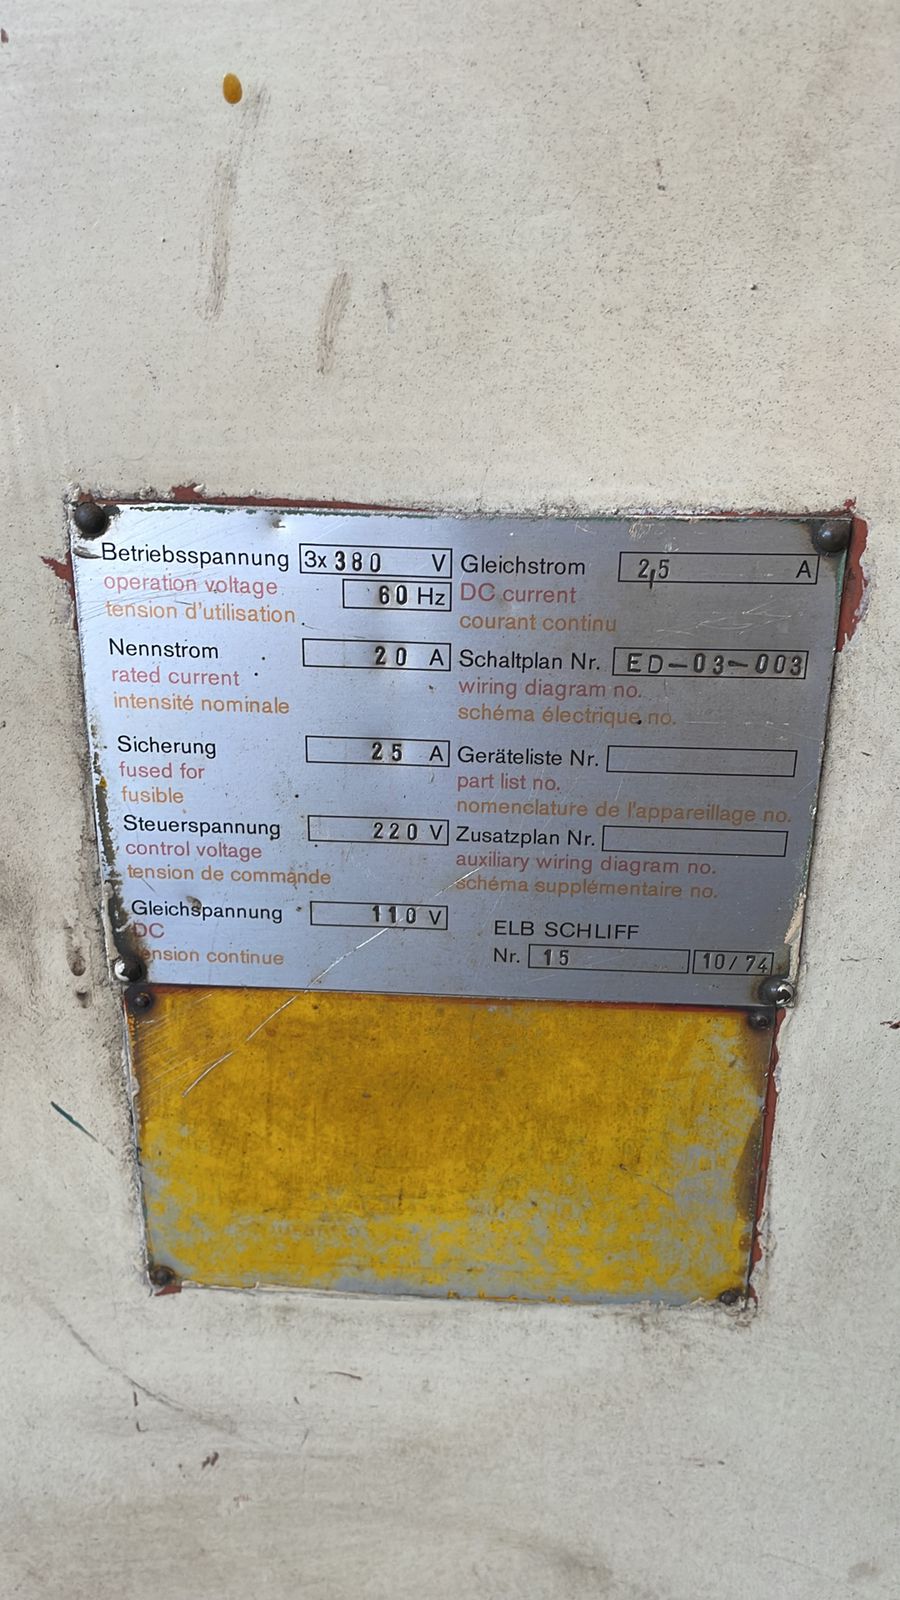 Betriebsspannung 3x 380 V
operation voltage 60 Hz
tension d'utilisation
Nennstrom 20 A
rated current
intensité nominale
Sicherung 25 A
fused for
fusible
Steuerspannung 220 V
control voltage
tension de commande
Gleichspannung 110 V
DC
tension continue
Gleichstrom 2,5 A
DC current
courant continu
Schaltplan Nr. ED-03-003
wiring diagram no.
schéma électrique no.
Geräteliste Nr.
part list no.
nomenclature de l'appareillage no.
Zusatzplan Nr.
auxiliary wiring diagram no.
schéma supplémentaire no.
ELB SCHLIFF
Nr. 15 10/74